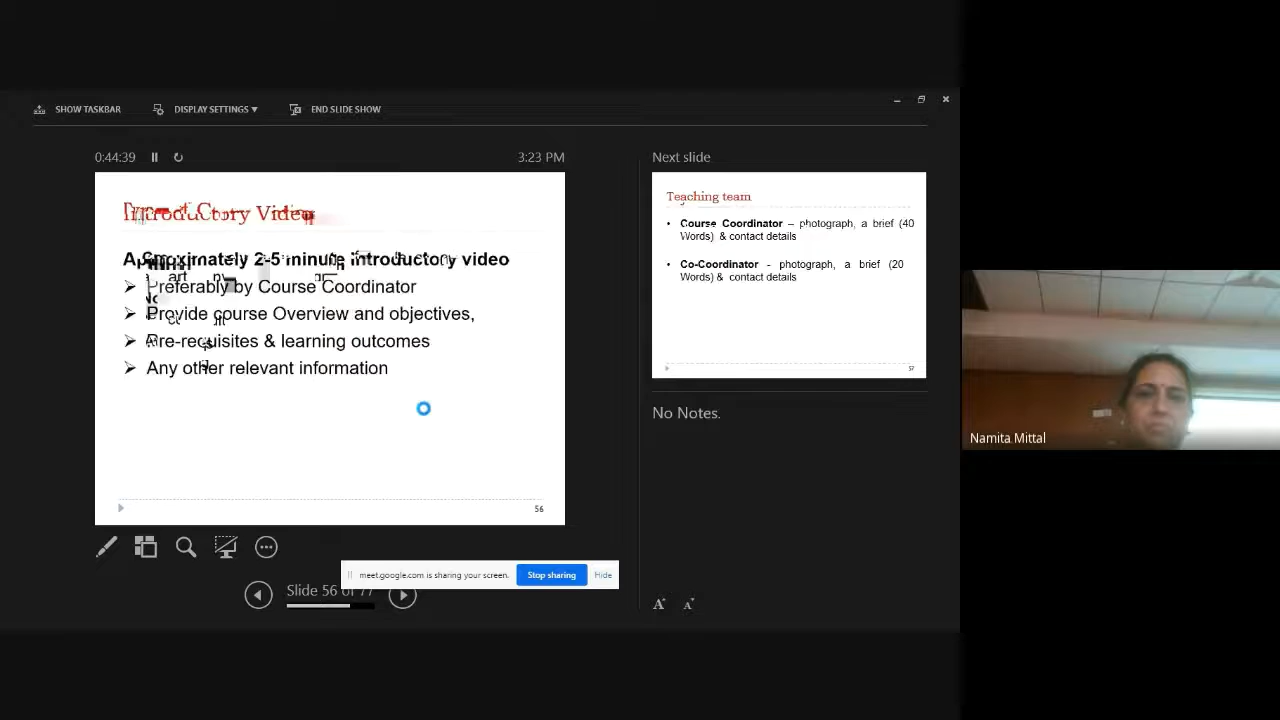 SHOW TASKBAR DISPLAY SETTINGS END SLIDE SHOW
0:44:39 3:23 PM
Introductory Video
Approximately 2-5 minute introductory video
Preferably by Course Coordinator
Provide course Overview and objectives,
Pre-requisites & learning outcomes
Any other relevant information
56
Next slide
Teaching team
• Course Coordinator – photograph, a brief (40
Words) & contact details
• Co-Coordinator - photograph, a brief (20
Words) & contact details
57
No Notes.
meet.google.com is sharing your screen. Stop sharing Hide
Slide 56 of 77
Namita Mittal